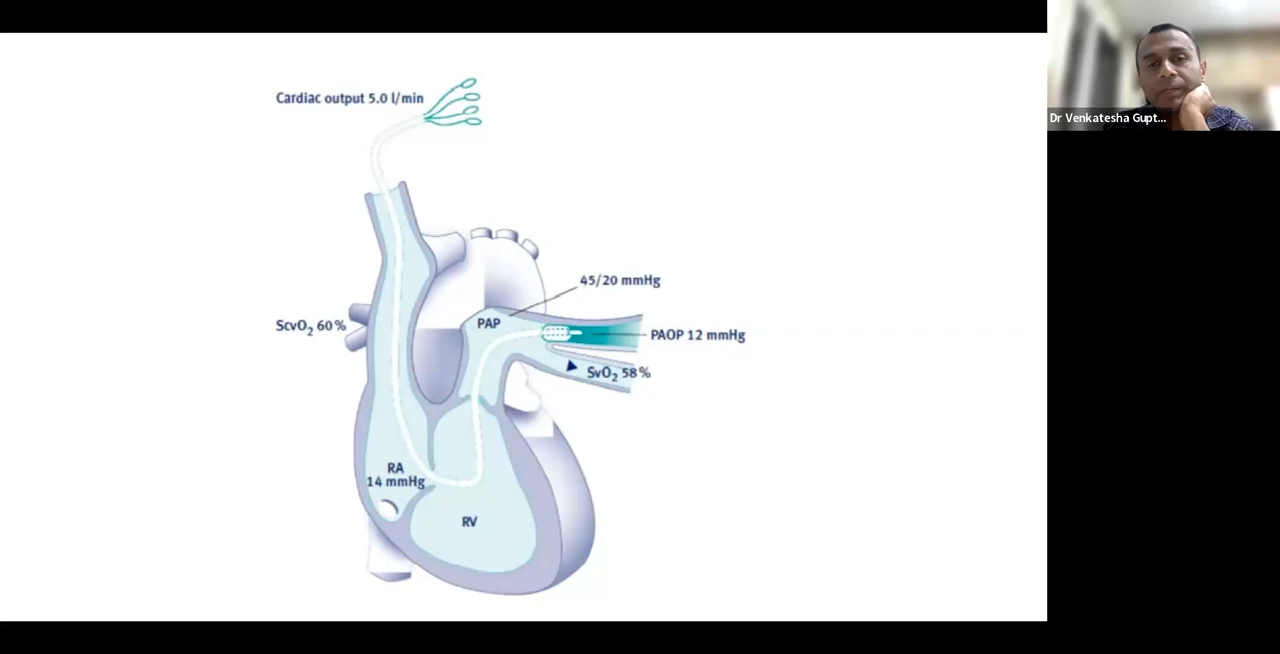 Cardiac output 5.0 l/min
45/20 mmHg
ScvO₂ 60%
PAP
PAOP 12 mmHg
SvO₂ 58%
RA
14 mmHg
RV
Dr Venkatesha Gupt...